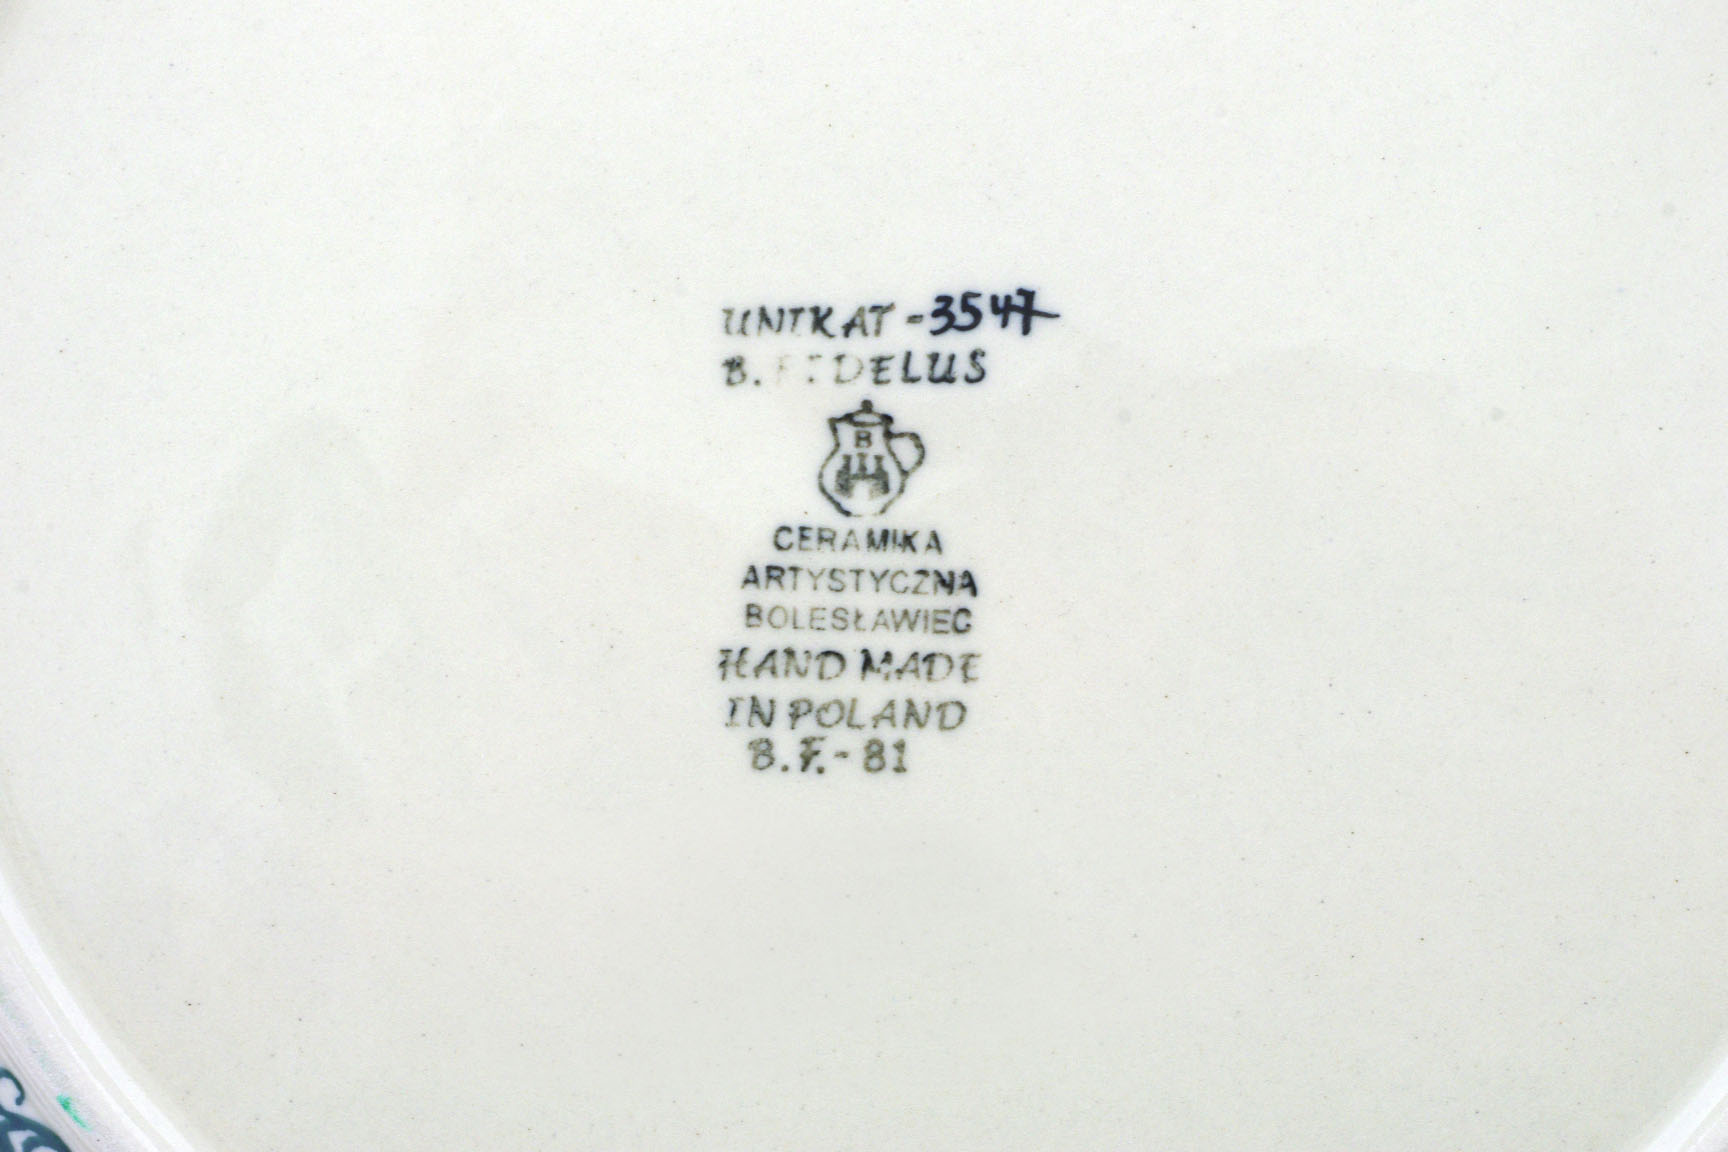 UNIKAT -3547
B. FIDELUS
B
CERAMIKA
ARTYSTYCZNA
BOLESŁAWIEC
HAND MADE
IN POLAND
B.F.-81